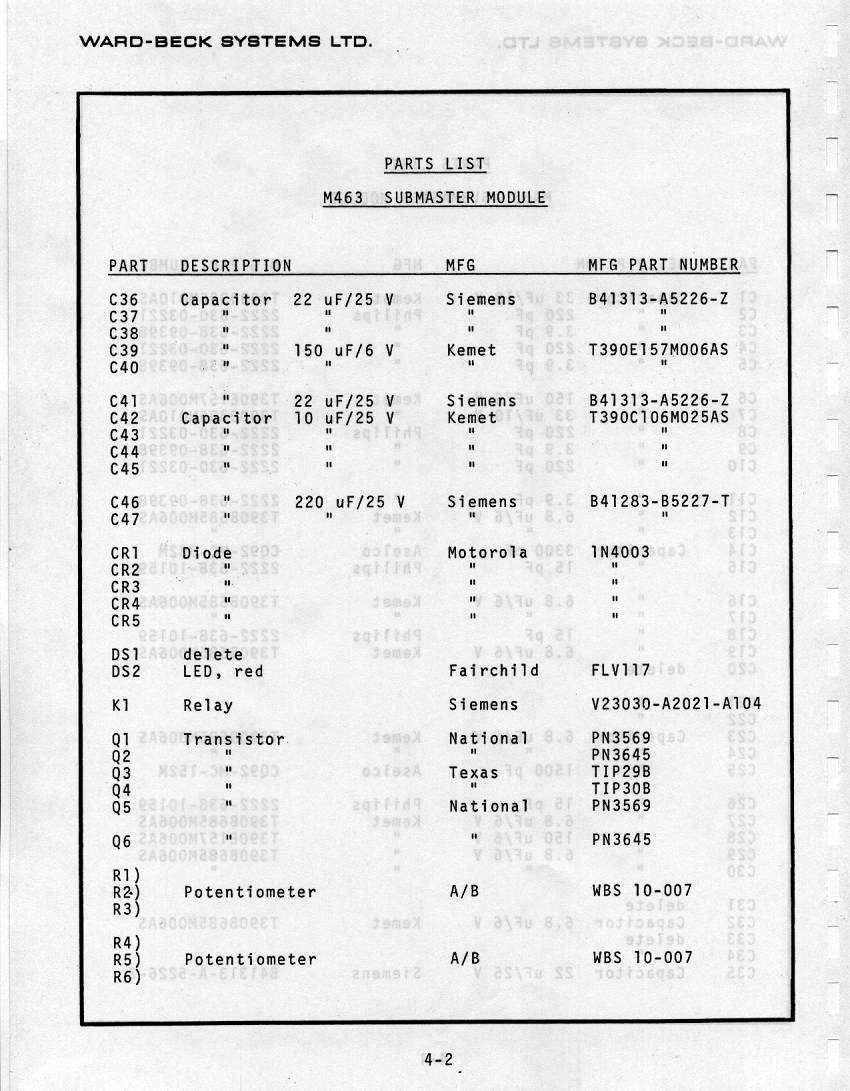 WARD-BECK SYSTEMS LTD.
PARTS LIST
M463 SUBMASTER MODULE
PART DESCRIPTION MFG MFG PART NUMBER
C36 Capacitor 22 uF/25 V Siemens B41313-A5226-Z
C37 " " " "
C38 " " " "
C39 " 150 uF/6 V Kemet T390E157M006AS
C40 " " " "
C41 " 22 uF/25 V Siemens B41313-A5226-Z
C42 Capacitor 10 uF/25 V Kemet T390C106M025AS
C43 " " " "
C44 " " " "
C45 " " " "
C46 " 220 uF/25 V Siemens B41283-B5227-T
C47 " " " "
CR1 Diode Motorola 1N4003
CR2 " " "
CR3 " " "
CR4 " " "
CR5 " " "
DS1 delete
DS2 LED, red Fairchild FLV117
K1 Relay Siemens V23030-A2021-A104
Q1 Transistor National PN3569
Q2 " " PN3645
Q3 " Texas TIP29B
Q4 " " TIP30B
Q5 " National PN3569
Q6 " " PN3645
R1)
R2) Potentiometer A/B WBS 10-007
R3)
R4)
R5) Potentiometer A/B WBS 10-007
R6)
4-2